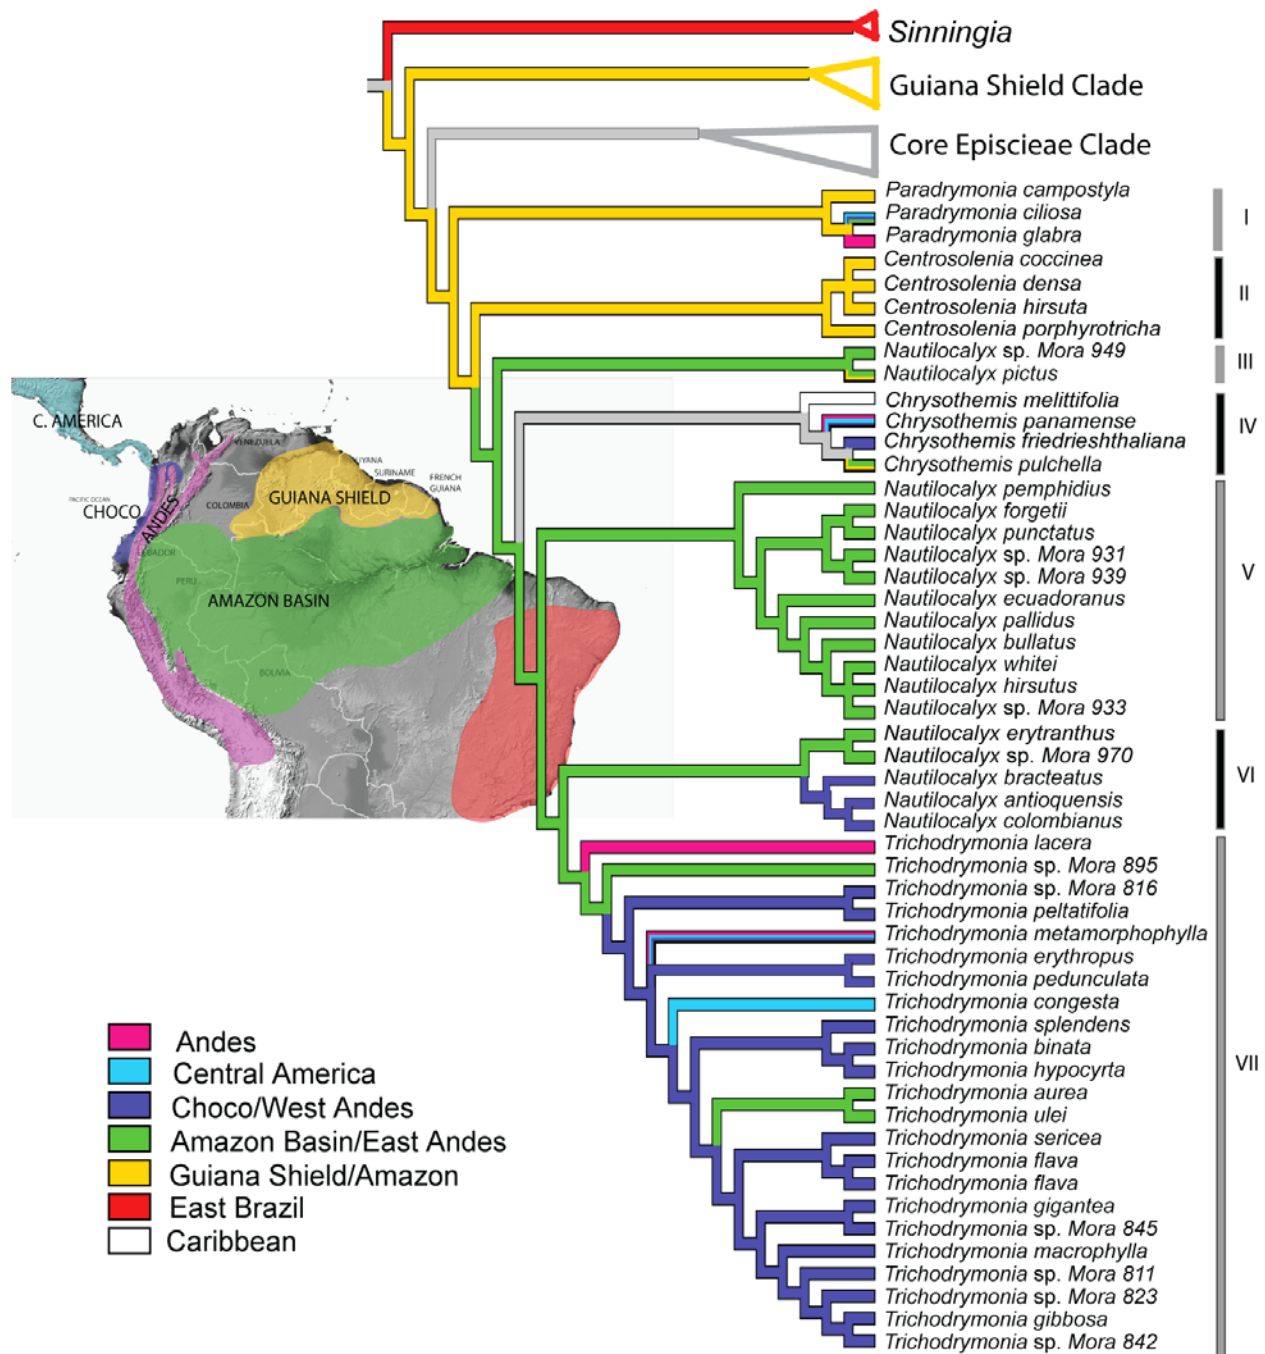 Sinningia
Guiana Shield Clade
Core Episcieae Clade
Paradrymonia campostyla
Paradrymonia ciliosa
Paradrymonia glabra
I
Centrosolenia coccinea
Centrosolenia densa
Centrosolenia hirsuta
Centrosolenia porphyrotricha
II
Nautilocalyx sp. Mora 949
Nautilocalyx pictus
III
Chrysothemis melittifolia
Chrysothemis panamense
Chrysothemis friedrieshthaliana
Chrysothemis pulchella
IV
Nautilocalyx pemphidius
Nautilocalyx forgetii
Nautilocalyx punctatus
Nautilocalyx sp. Mora 931
Nautilocalyx sp. Mora 939
Nautilocalyx ecuadoranus
Nautilocalyx pallidus
Nautilocalyx bullatus
Nautilocalyx whitei
Nautilocalyx hirsutus
Nautilocalyx sp. Mora 933
V
Nautilocalyx erytranthus
Nautilocalyx sp. Mora 970
Nautilocalyx bracteatus
Nautilocalyx antioquensis
Nautilocalyx colombianus
VI
Trichodrymonia lacera
Trichodrymonia sp. Mora 895
Trichodrymonia sp. Mora 816
Trichodrymonia peltatifolia
Trichodrymonia metamorphophylla
Trichodrymonia erythropus
Trichodrymonia pedunculata
Trichodrymonia congesta
Trichodrymonia splendens
Trichodrymonia binata
Trichodrymonia hypocyrta
Trichodrymonia aurea
Trichodrymonia ulei
Trichodrymonia sericea
Trichodrymonia flava
Trichodrymonia flava
Trichodrymonia gigantea
Trichodrymonia sp. Mora 845
Trichodrymonia macrophylla
Trichodrymonia sp. Mora 811
Trichodrymonia sp. Mora 823
Trichodrymonia gibbosa
Trichodrymonia sp. Mora 842
VII
C. AMERICA
VENEZUELA
GUYANA
SURINAME
FRENCH
GUIANA
PACIFIC OCEAN
CHOCO
ANDES
COLOMBIA
GUIANA SHIELD
ECUADOR
PERU
AMAZON BASIN
BOLIVIA
Andes
Central America
Choco/West Andes
Amazon Basin/East Andes
Guiana Shield/Amazon
East Brazil
Caribbean